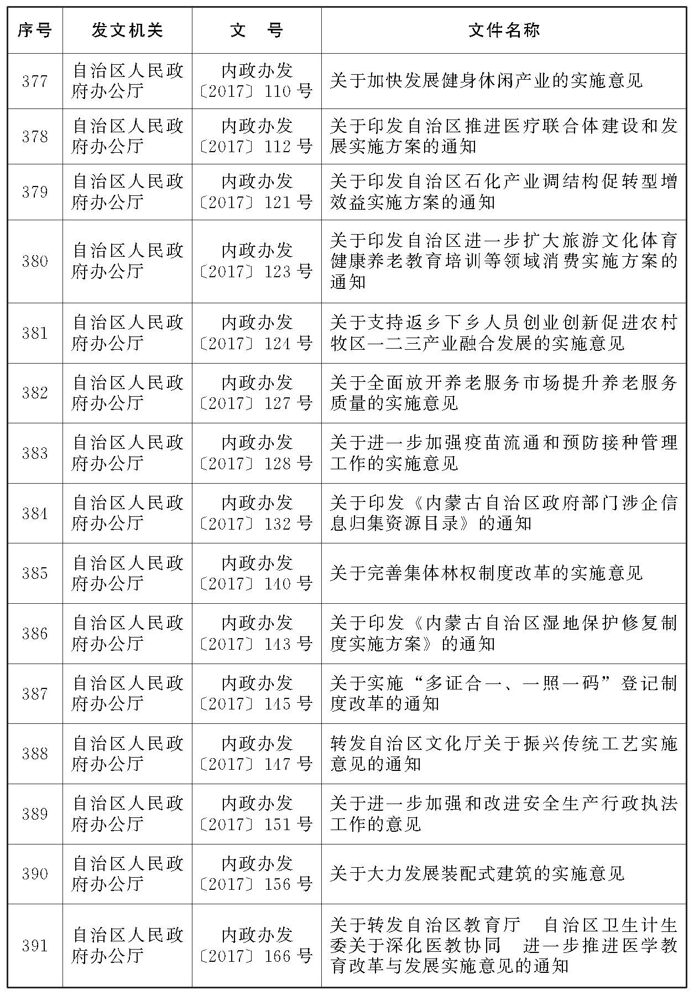 序号 发文机关 文 号 文件名称
377 自治区人民政府办公厅 内政办发〔2017〕110号 关于加快发展健身休闲产业的实施意见
378 自治区人民政府办公厅 内政办发〔2017〕112号 关于印发自治区推进医疗联合体建设和发展实施方案的通知
379 自治区人民政府办公厅 内政办发〔2017〕121号 关于印发自治区石化产业调结构促转型增效益实施方案的通知
380 自治区人民政府办公厅 内政办发〔2017〕123号 关于印发自治区进一步扩大旅游文化体育健康养老教育培训等领域消费实施方案的通知
381 自治区人民政府办公厅 内政办发〔2017〕124号 关于支持返乡下乡人员创业创新促进农村牧区一二三产业融合发展的实施意见
382 自治区人民政府办公厅 内政办发〔2017〕127号 关于全面放开养老服务市场提升养老服务质量的实施意见
383 自治区人民政府办公厅 内政办发〔2017〕128号 关于进一步加强疫苗流通和预防接种管理工作的实施意见
384 自治区人民政府办公厅 内政办发〔2017〕132号 关于印发《内蒙古自治区政府部门涉企信息归集资源目录》的通知
385 自治区人民政府办公厅 内政办发〔2017〕140号 关于完善集体林权制度改革的实施意见
386 自治区人民政府办公厅 内政办发〔2017〕143号 关于印发《内蒙古自治区湿地保护修复制度实施方案》的通知
387 自治区人民政府办公厅 内政办发〔2017〕145号 关于实施“多证合一、一照一码”登记制度改革的通知
388 自治区人民政府办公厅 内政办发〔2017〕147号 转发自治区文化厅关于振兴传统工艺实施意见的通知
389 自治区人民政府办公厅 内政办发〔2017〕151号 关于进一步加强和改进安全生产行政执法工作的意见
390 自治区人民政府办公厅 内政办发〔2017〕156号 关于大力发展装配式建筑的实施意见
391 自治区人民政府办公厅 内政办发〔2017〕166号 关于转发自治区教育厅 自治区卫生计生委关于深化医教协同 进一步推进医学教育改革与发展实施意见的通知